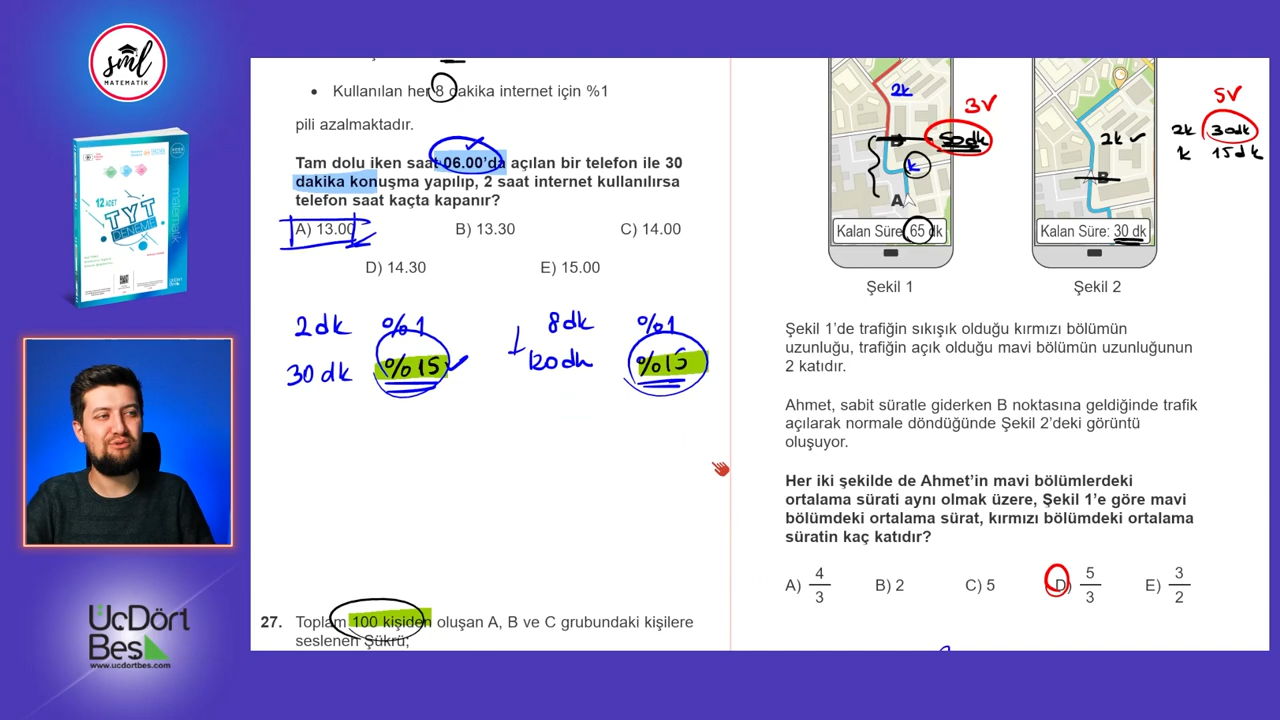 sml
MATEMATİK
12 ADET
TYT
DENEME
matematik
ÜcDört
Bes
www.ucdortbes.com
• Kullanılan her 8 dakika internet için %1
pili azalmaktadır.
Tam dolu iken saat 06.00'da açılan bir telefon ile 30
dakika konuşma yapılıp, 2 saat internet kullanılırsa
telefon saat kaçta kapanır?
A) 13.00 B) 13.30 C) 14.00
D) 14.30 E) 15.00
2 dk %1 8dk %1
30 dk %15 120dk %15
27. Toplam 100 kişiden oluşan A, B ve C grubundaki kişilere
seslenen Şükrü;
2k
3V
B 50dk
k
A
Kalan Süre: 65 dk
Şekil 1
5V
2k 30dk
2k
k 15dk
B
Kalan Süre: 30 dk
Şekil 2
Şekil 1'de trafiğin sıkışık olduğu kırmızı bölümün
uzunluğu, trafiğin açık olduğu mavi bölümün uzunluğunun
2 katıdır.
Ahmet, sabit süratle giderken B noktasına geldiğinde trafik
açılarak normale döndüğünde Şekil 2'deki görüntü
oluşuyor.
Her iki şekilde de Ahmet'in mavi bölümlerdeki
ortalama sürati aynı olmak üzere, Şekil 1'e göre mavi
bölümdeki ortalama sürat, kırmızı bölümdeki ortalama
süratin kaç katıdır?
A) 4/3 B) 2 C) 5 D) 5/3 E) 3/2